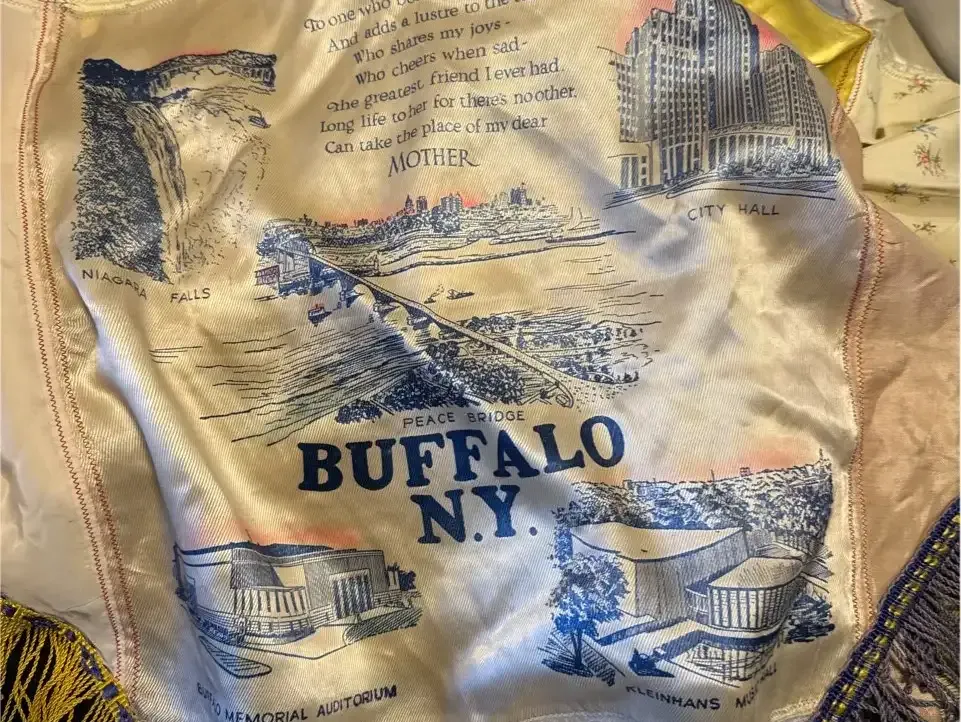 To one who
And adds a lustre to the
Who shares my joys -
Who cheers when sad-
The greatest friend I ever had
Long life to her for there's no other.
Can take the place of my dear
MOTHER
CITY HALL
NIAGARA FALLS
PEACE BRIDGE
BUFFALO
N.Y.
MEMORIAL AUDITORIUM
KLEINHANS HALL